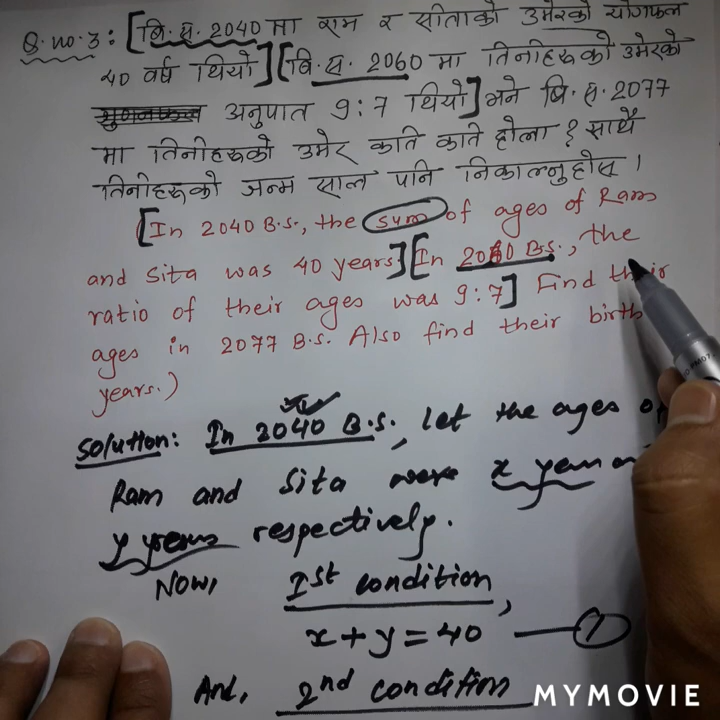 Q.no.3: [बि.स. 2040 मा राम र सीताको उमेरको योगफल
40 वर्ष थियो] [बि.स. 2060 मा तिनीहरुको उमेरको
अनुपात 9:7 थियो] भने बि.स. 2077
मा तिनीहरुको उमेर कति कति होला ? साथै
तिनीहरुको जन्म साल पनि निकाल्नुहोस् ।
[In 2040 B.S., the sum of ages of Ram
and Sita was 40 years] [In 2060 B.S., the
ratio of their ages was 9:7] Find their
ages in 2077 B.S. Also find their birth
years.)
Solution: In 2040 B.S., let the ages
Ram and Sita were x years
y years respectively.
Now, Ist condition,
x + y = 40 — 1
And, 2nd condition
MYMOVIE